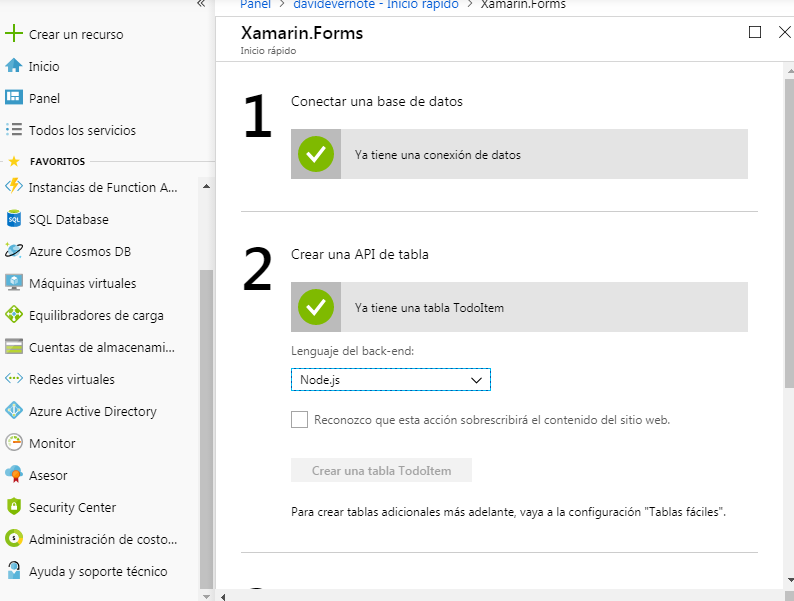 Panel > davidevernote - Inicio rápido > Xamarin.Forms
«
Crear un recurso
Inicio
Panel
Todos los servicios
FAVORITOS
Instancias de Function A...
SQL Database
Azure Cosmos DB
Máquinas virtuales
Equilibradores de carga
Cuentas de almacenami...
Redes virtuales
Azure Active Directory
Monitor
Asesor
Security Center
Administración de costo...
Ayuda y soporte técnico
Xamarin.Forms
Inicio rápido
1
Conectar una base de datos
Ya tiene una conexión de datos
2
Crear una API de tabla
Ya tiene una tabla TodoItem
Lenguaje del back-end:
Node.js
Reconozco que esta acción sobrescribirá el contenido del sitio web.
Crear una tabla TodoItem
Para crear tablas adicionales más adelante, vaya a la configuración "Tablas fáciles".